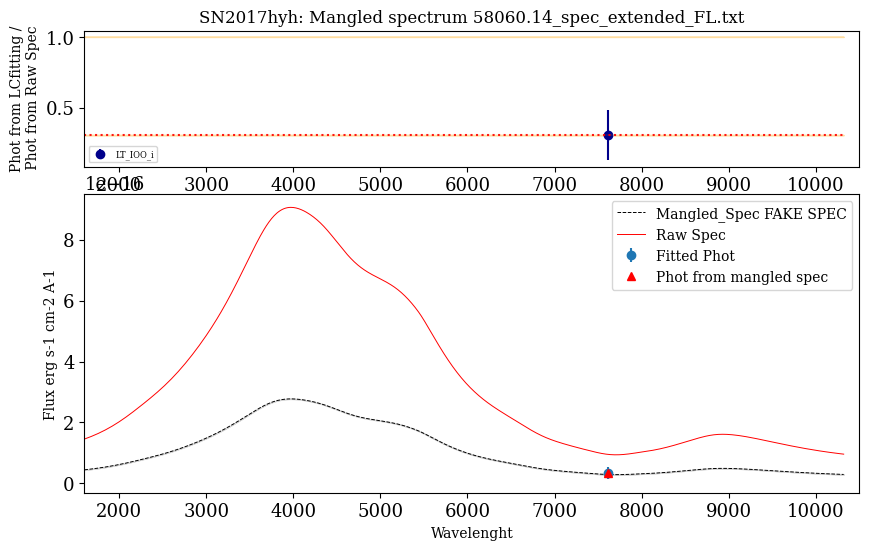 SN2017hyh: Mangled spectrum 58060.14_spec_extended_FL.txt
Phot from LCfitting /
Phot from Raw Spec
1.0
0.5
LT_IOO_i
2000 3000 4000 5000 6000 7000 8000 9000 10000
1e−16
Flux erg s-1 cm-2 A-1
8
6
4
2
0
Mangled_Spec FAKE SPEC
Raw Spec
Fitted Phot
Phot from mangled spec
2000 3000 4000 5000 6000 7000 8000 9000 10000
Wavelenght